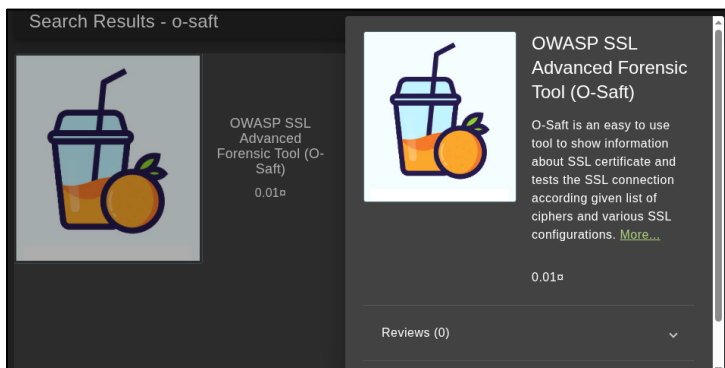 Search Results - o-saft
OWASP SSL
Advanced
Forensic Tool (O-
Saft)
0.01¤
OWASP SSL
Advanced Forensic
Tool (O-Saft)
O-Saft is an easy to use
tool to show information
about SSL certificate and
tests the SSL connection
according given list of
ciphers and various SSL
configurations. More...
0.01¤
Reviews (0)